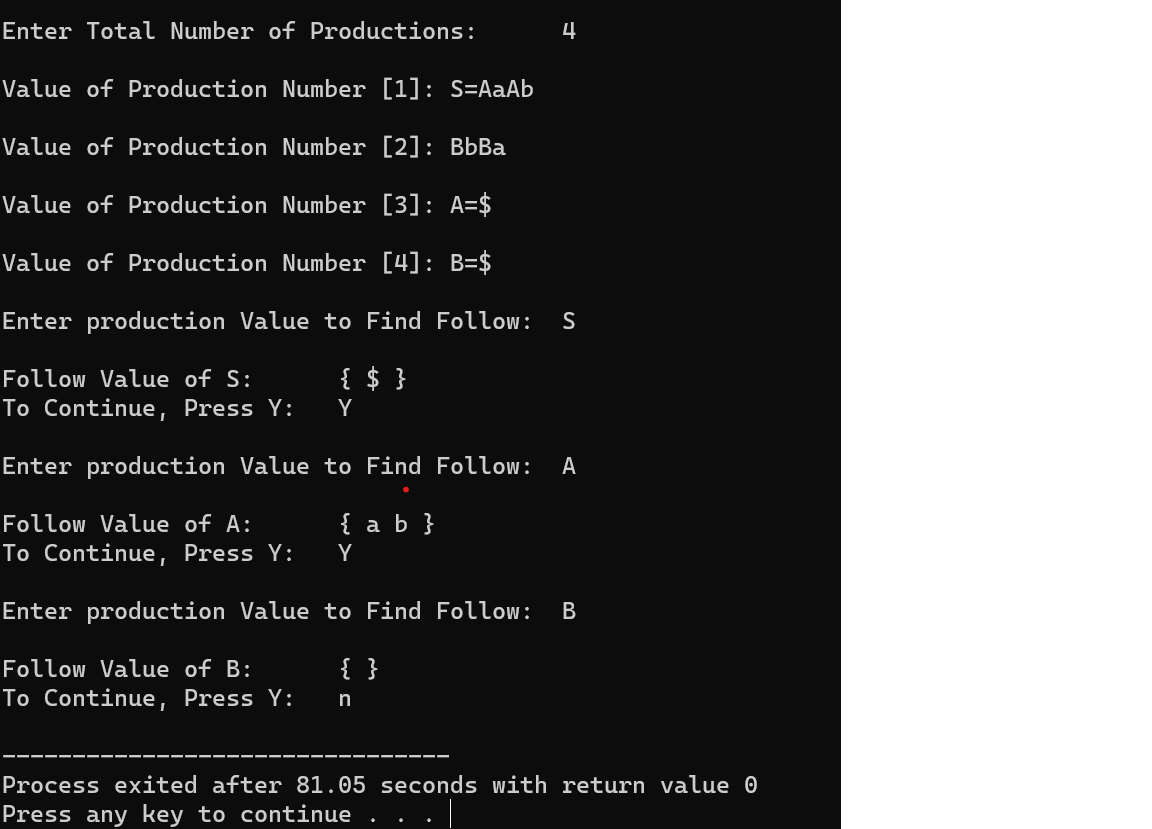 Enter Total Number of Productions:      4
Value of Production Number [1]: S=AaAb
Value of Production Number [2]: BbBa
Value of Production Number [3]: A=$
Value of Production Number [4]: B=$
Enter production Value to Find Follow:  S
Follow Value of S:      { $ }
To Continue, Press Y:   Y
Enter production Value to Find Follow:  A
Follow Value of A:      { a b }
To Continue, Press Y:   Y
Enter production Value to Find Follow:  B
Follow Value of B:      { }
To Continue, Press Y:   n
--------------------------------
Process exited after 81.05 seconds with return value 0
Press any key to continue . . .